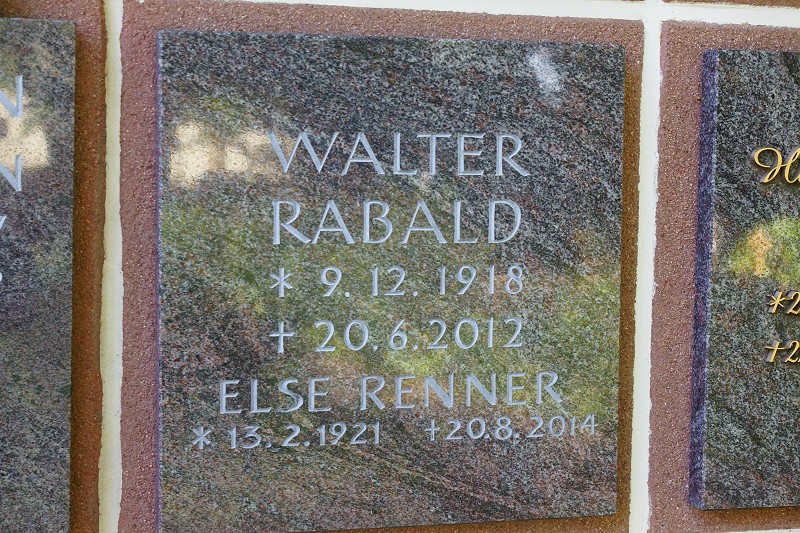 WALTER
RABALD
* 9. 12. 1918
† 20.6.2012
ELSE RENNER
* 13.2.1921 †20.8.2014